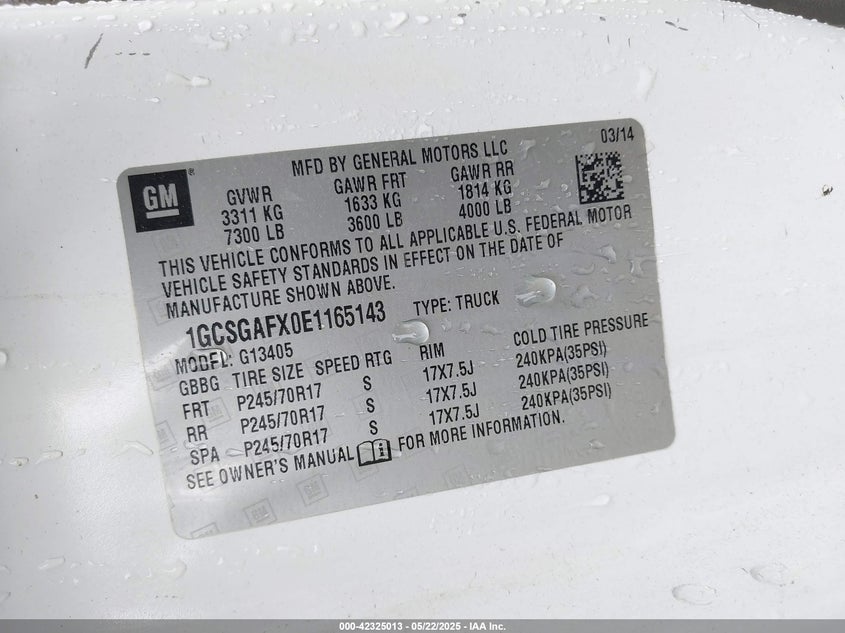 03/14
MFD BY GENERAL MOTORS LLC
GM®
GVWR GAWR FRT GAWR RR
3311 KG 1633 KG 1814 KG
7300 LB 3600 LB 4000 LB
THIS VEHICLE CONFORMS TO ALL APPLICABLE U.S. FEDERAL MOTOR
VEHICLE SAFETY STANDARDS IN EFFECT ON THE DATE OF
MANUFACTURE SHOWN ABOVE.
1GCSGAFX0E1165143 TYPE: TRUCK
MODEL: G13405
GBBG TIRE SIZE SPEED RTG RIM COLD TIRE PRESSURE
FRT P245/70R17 S 17X7.5J 240KPA(35PSI)
RR P245/70R17 S 17X7.5J 240KPA(35PSI)
SPA P245/70R17 S 17X7.5J 240KPA(35PSI)
SEE OWNER'S MANUAL FOR MORE INFORMATION.
000-42325013 - 05/22/2025 - IAA Inc.